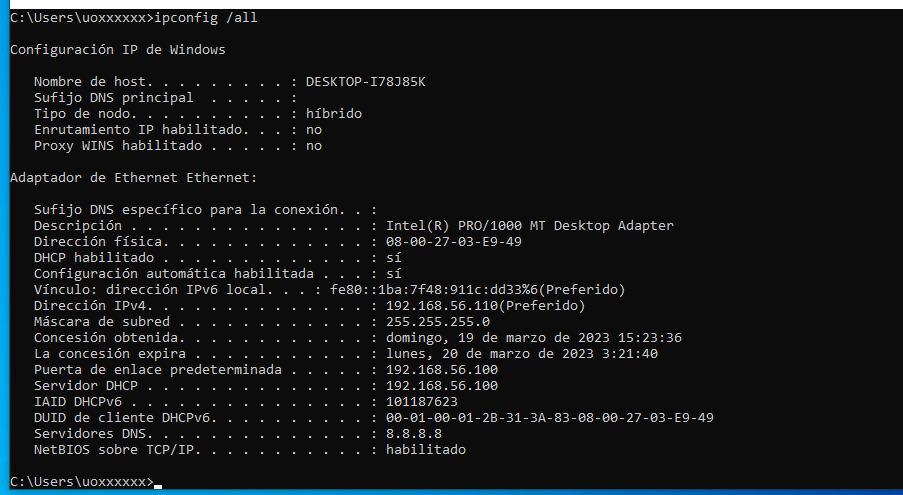 C:\Users\uoxxxxxx>ipconfig /all
Configuración IP de Windows
Nombre de host. . . . . . . . . : DESKTOP-I78J85K
Sufijo DNS principal  . . . . . :
Tipo de nodo. . . . . . . . . . : híbrido
Enrutamiento IP habilitado. . . : no
Proxy WINS habilitado . . . . . : no
Adaptador de Ethernet Ethernet:
Sufijo DNS específico para la conexión. . :
Descripción . . . . . . . . . . . . . . . : Intel(R) PRO/1000 MT Desktop Adapter
Dirección física. . . . . . . . . . . . . : 08-00-27-03-E9-49
DHCP habilitado . . . . . . . . . . . . . : sí
Configuración automática habilitada . . . : sí
Vínculo: dirección IPv6 local. . . : fe80::1ba:7f48:911c:dd33%6(Preferido)
Dirección IPv4. . . . . . . . . . . . . . : 192.168.56.110(Preferido)
Máscara de subred . . . . . . . . . . . . : 255.255.255.0
Concesión obtenida. . . . . . . . . . . . : domingo, 19 de marzo de 2023 15:23:36
La concesión expira . . . . . . . . . . . : lunes, 20 de marzo de 2023 3:21:40
Puerta de enlace predeterminada . . . . . : 192.168.56.100
Servidor DHCP . . . . . . . . . . . . . . : 192.168.56.100
IAID DHCPv6 . . . . . . . . . . . . . . . : 101187623
DUID de cliente DHCPv6. . . . . . . . . . : 00-01-00-01-2B-31-3A-83-08-00-27-03-E9-49
Servidores DNS. . . . . . . . . . . . . . : 8.8.8.8
NetBIOS sobre TCP/IP. . . . . . . . . . . : habilitado
C:\Users\uoxxxxxx>